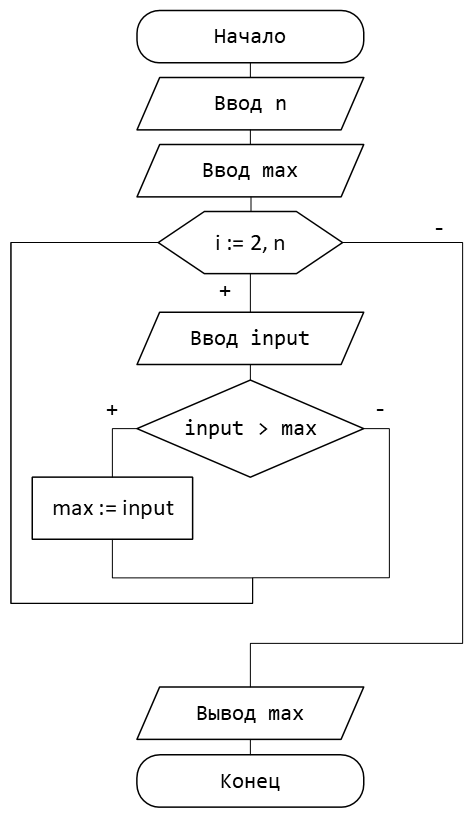 Начало
Ввод n
Ввод max
-
i := 2, n
+
Ввод input
+
-
input > max
max := input
Вывод max
Конец